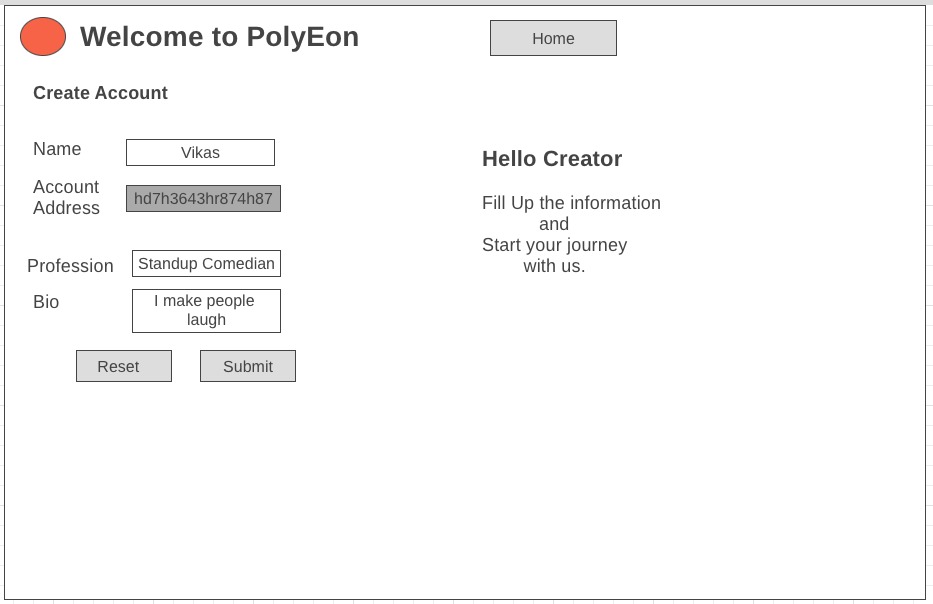 Welcome to PolyEon
Home
Create Account
Name
Vikas
Account
Address
hd7h3643hr874h87
Profession
Standup Comedian
Bio
I make people
laugh
Reset
Submit
Hello Creator
Fill Up the information
and
Start your journey
with us.